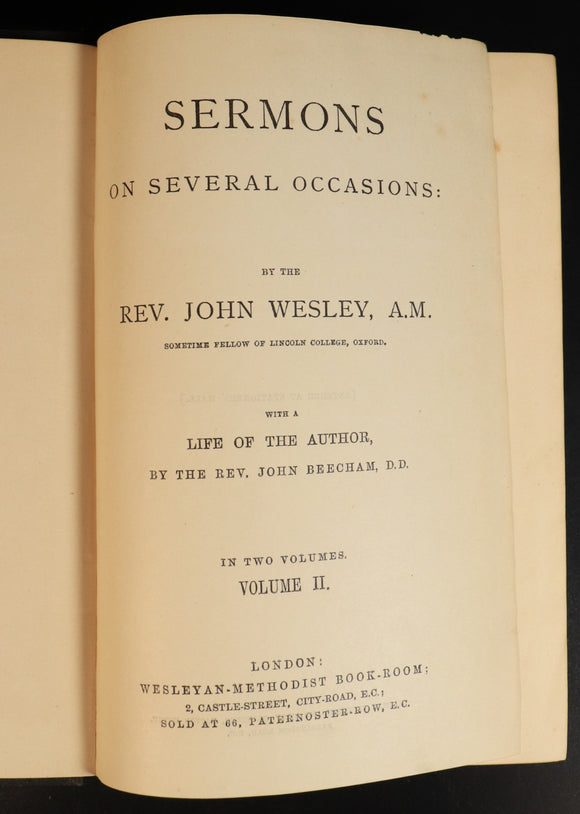 SERMONS
ON SEVERAL OCCASIONS:
BY THE
REV. JOHN WESLEY, A.M.
SOMETIME FELLOW OF LINCOLN COLLEGE, OXFORD.
WITH A
LIFE OF THE AUTHOR,
BY THE REV. JOHN BEECHAM, D.D.
IN TWO VOLUMES.
VOLUME II.
LONDON:
WESLEYAN-METHODIST BOOK-ROOM;
2, CASTLE-STREET, CITY-ROAD, E.C.;
SOLD AT 66, PATERNOSTER-ROW, E.C.